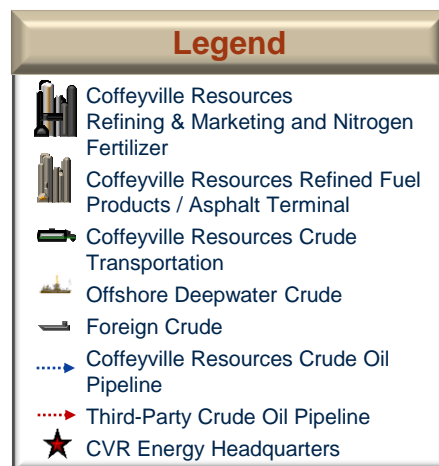 Legend
Coffeyville Resources
Refining & Marketing and Nitrogen
Fertilizer
Coffeyville Resources Refined Fuel
Products / Asphalt Terminal
Coffeyville Resources Crude
Transportation
Offshore Deepwater Crude
Foreign Crude
Coffeyville Resources Crude Oil
Pipeline
Third-Party Crude Oil Pipeline
CVR Energy Headquarters